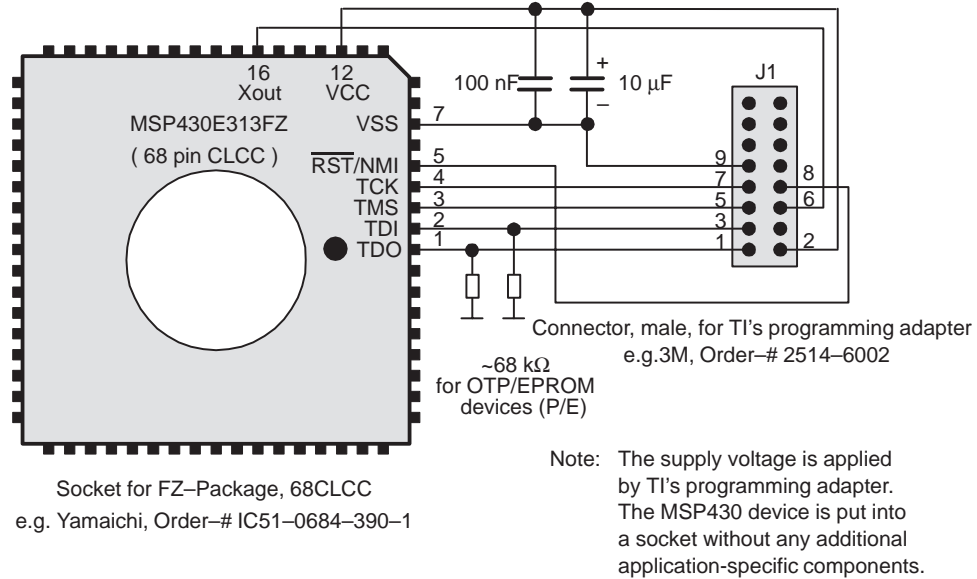 16
Xout
12
VCC
MSP430E313FZ
( 68 pin CLCC )
VSS
RST/NMI
TCK
TMS
TDI
TDO
7
5
4
3
2
1
100 nF
+
10 μF
–
J1
9
7
5
3
1
8
6
2
Connector, male, for TI's programming adapter
e.g.3M, Order–# 2514–6002
~68 kΩ
for OTP/EPROM
devices (P/E)
Socket for FZ–Package, 68CLCC
e.g. Yamaichi, Order–# IC51–0684–390–1
Note: The supply voltage is applied
by TI's programming adapter.
The MSP430 device is put into
a socket without any additional
application-specific components.